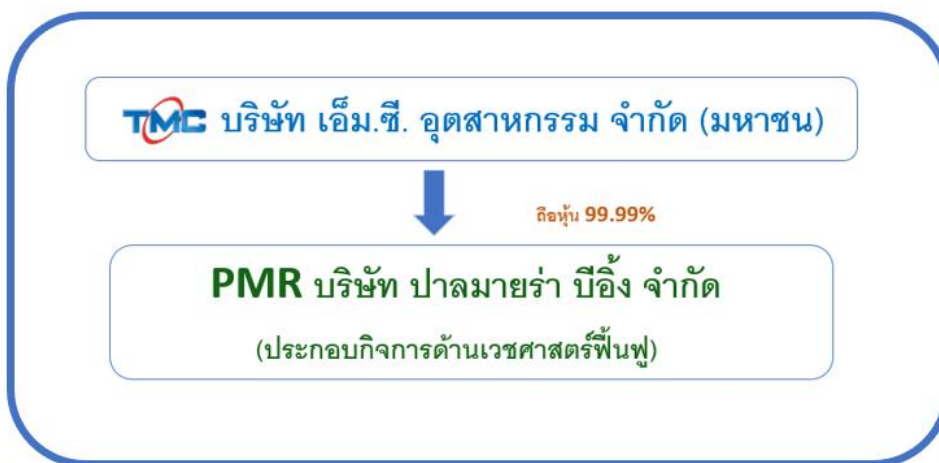 TMC บริษัท เอ็ม.ซี. อุตสาหกรรม จำกัด (มหาชน)
ถือหุ้น 99.99%
PMR บริษัท ปาลมายร่า บีอิ้ง จำกัด
(ประกอบกิจการด้านเวชศาสตร์ฟื้นฟู)